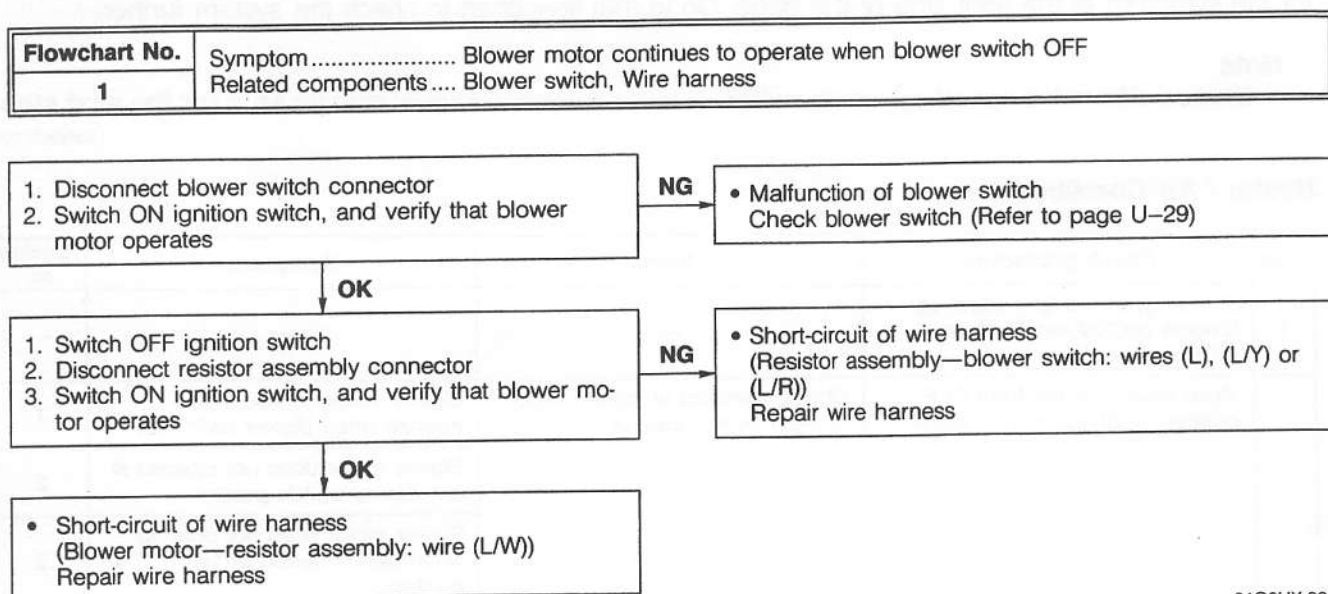 Flowchart No.
1
Symptom...................... Blower motor continues to operate when blower switch OFF
Related components.... Blower switch, Wire harness
1. Disconnect blower switch connector
2. Switch ON ignition switch, and verify that blower
motor operates
NG
• Malfunction of blower switch
Check blower switch (Refer to page U–29)
OK
1. Switch OFF ignition switch
2. Disconnect resistor assembly connector
3. Switch ON ignition switch, and verify that blower mo-
tor operates
NG
• Short-circuit of wire harness
(Resistor assembly—blower switch: wires (L), (L/Y) or
(L/R))
Repair wire harness
OK
• Short-circuit of wire harness
(Blower motor—resistor assembly: wire (L/W))
Repair wire harness